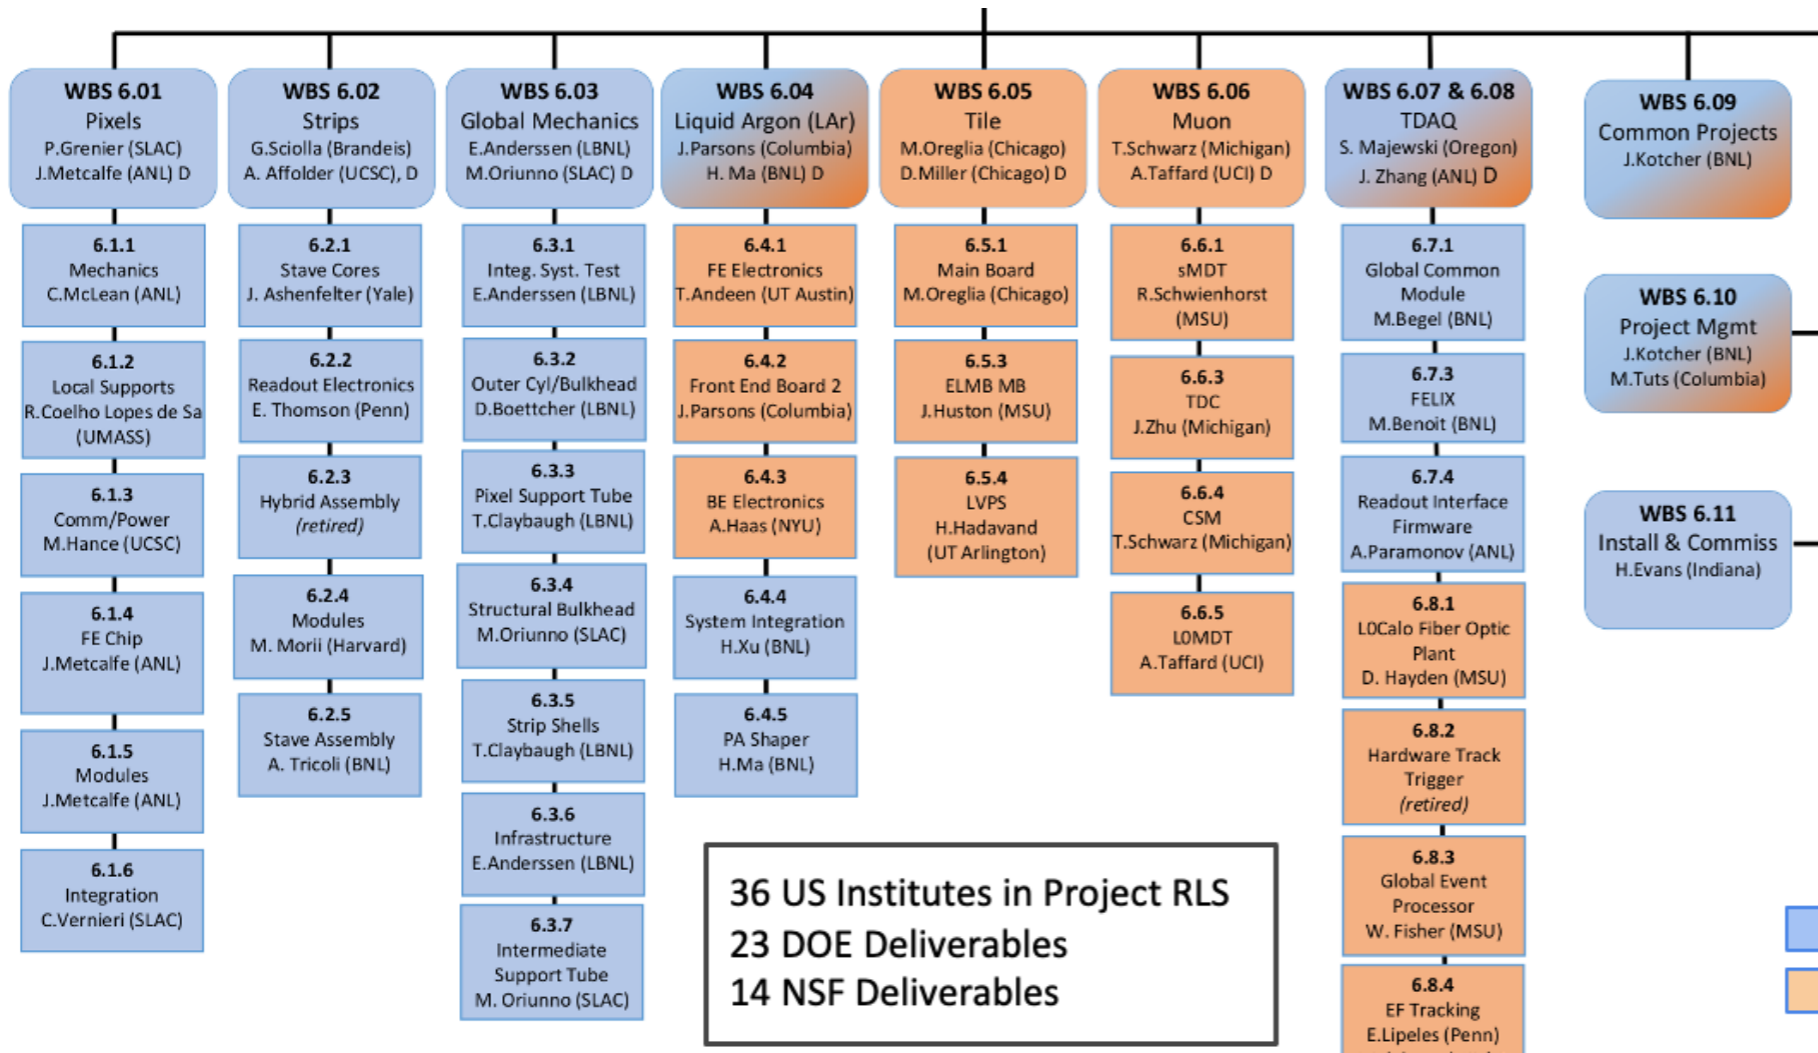 WBS 6.01
Pixels
P.Grenier (SLAC)
J.Metcalfe (ANL) D
6.1.1
Mechanics
C.McLean (ANL)
6.1.2
Local Supports
R.Coelho Lopes de Sa
(UMASS)
6.1.3
Comm/Power
M.Hance (UCSC)
6.1.4
FE Chip
J.Metcalfe (ANL)
6.1.5
Modules
J.Metcalfe (ANL)
6.1.6
Integration
C.Vernieri (SLAC)
WBS 6.02
Strips
G.Sciolla (Brandeis)
A. Affolder (UCSC), D
6.2.1
Stave Cores
J. Ashenfelter (Yale)
6.2.2
Readout Electronics
E. Thomson (Penn)
6.2.3
Hybrid Assembly
(retired)
6.2.4
Modules
M. Morii (Harvard)
6.2.5
Stave Assembly
A. Tricoli (BNL)
WBS 6.03
Global Mechanics
E.Anderssen (LBNL)
M.Oriunno (SLAC) D
6.3.1
Integ. Syst. Test
E.Anderssen (LBNL)
6.3.2
Outer Cyl/Bulkhead
D.Boettcher (LBNL)
6.3.3
Pixel Support Tube
T.Claybaugh (LBNL)
6.3.4
Structural Bulkhead
M.Oriunno (SLAC)
6.3.5
Strip Shells
T.Claybaugh (LBNL)
6.3.6
Infrastructure
E.Anderssen (LBNL)
6.3.7
Intermediate
Support Tube
M. Oriunno (SLAC)
WBS 6.04
Liquid Argon (LAr)
J.Parsons (Columbia)
H. Ma (BNL) D
6.4.1
FE Electronics
T.Andeen (UT Austin)
6.4.2
Front End Board 2
J.Parsons (Columbia)
6.4.3
BE Electronics
A.Haas (NYU)
6.4.4
System Integration
H.Xu (BNL)
6.4.5
PA Shaper
H.Ma (BNL)
WBS 6.05
Tile
M.Oreglia (Chicago)
D.Miller (Chicago) D
6.5.1
Main Board
M.Oreglia (Chicago)
6.5.3
ELMB MB
J.Huston (MSU)
6.5.4
LVPS
H.Hadavand
(UT Arlington)
WBS 6.06
Muon
T.Schwarz (Michigan)
A.Taffard (UCI) D
6.6.1
sMDT
R.Schwienhorst
(MSU)
6.6.3
TDC
J.Zhu (Michigan)
6.6.4
CSM
T.Schwarz (Michigan)
6.6.5
L0MDT
A.Taffard (UCI)
WBS 6.07 & 6.08
TDAQ
S. Majewski (Oregon)
J. Zhang (ANL) D
6.7.1
Global Common
Module
M.Begel (BNL)
6.7.3
FELIX
M.Benoit (BNL)
6.7.4
Readout Interface
Firmware
A.Paramonov (ANL)
6.8.1
L0Calo Fiber Optic
Plant
D. Hayden (MSU)
6.8.2
Hardware Track
Trigger
(retired)
6.8.3
Global Event
Processor
W. Fisher (MSU)
6.8.4
EF Tracking
E.Lipeles (Penn)
WBS 6.09
Common Projects
J.Kotcher (BNL)
WBS 6.10
Project Mgmt
J.Kotcher (BNL)
M.Tuts (Columbia)
WBS 6.11
Install & Commiss
H.Evans (Indiana)
36 US Institutes in Project RLS
23 DOE Deliverables
14 NSF Deliverables